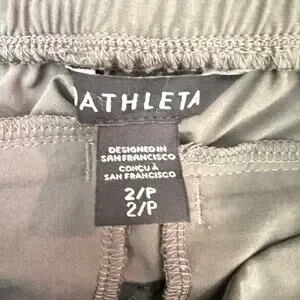 ATHLETA
DESIGNED IN
SAN FRANCISCO
CONÇU À
SAN FRANCISCO
2/P
2/P